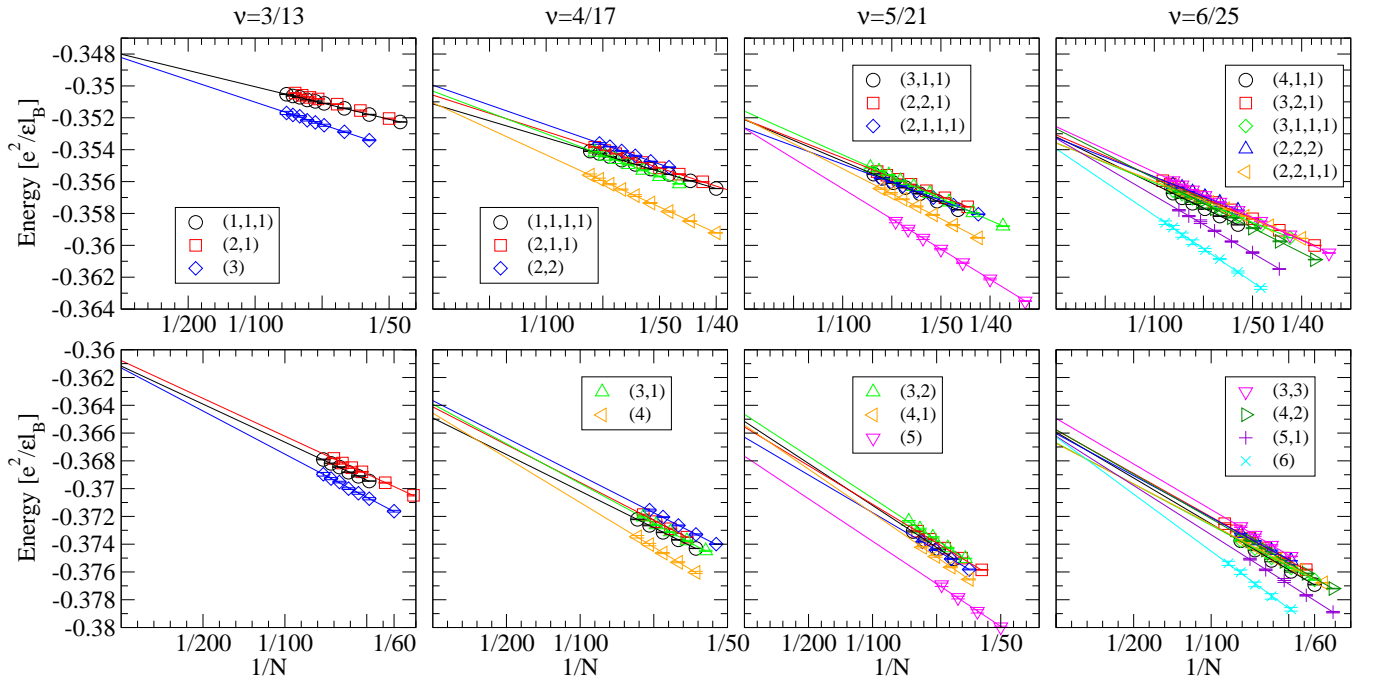 ν=3/13 ν=4/17 ν=5/21 ν=6/25
Energy [e²/εl_B]
-0.348
-0.35
-0.352
-0.354
-0.356
-0.358
-0.36
-0.362
-0.364
(1,1,1)
(2,1)
(3)
1/200 1/100 1/50
(1,1,1,1)
(2,1,1)
(2,2)
1/100 1/50 1/40
(3,1,1)
(2,2,1)
(2,1,1,1)
1/100 1/50 1/40
(4,1,1)
(3,2,1)
(3,1,1,1)
(2,2,2)
(2,2,1,1)
1/100 1/50 1/40
Energy [e²/εl_B]
-0.36
-0.362
-0.364
-0.366
-0.368
-0.37
-0.372
-0.374
-0.376
-0.378
-0.38
1/200 1/100 1/60
1/N
(3,1)
(4)
1/200 1/100 1/50
1/N
(3,2)
(4,1)
(5)
1/200 1/100 1/50
1/N
(3,3)
(4,2)
(5,1)
(6)
1/200 1/100 1/60
1/N